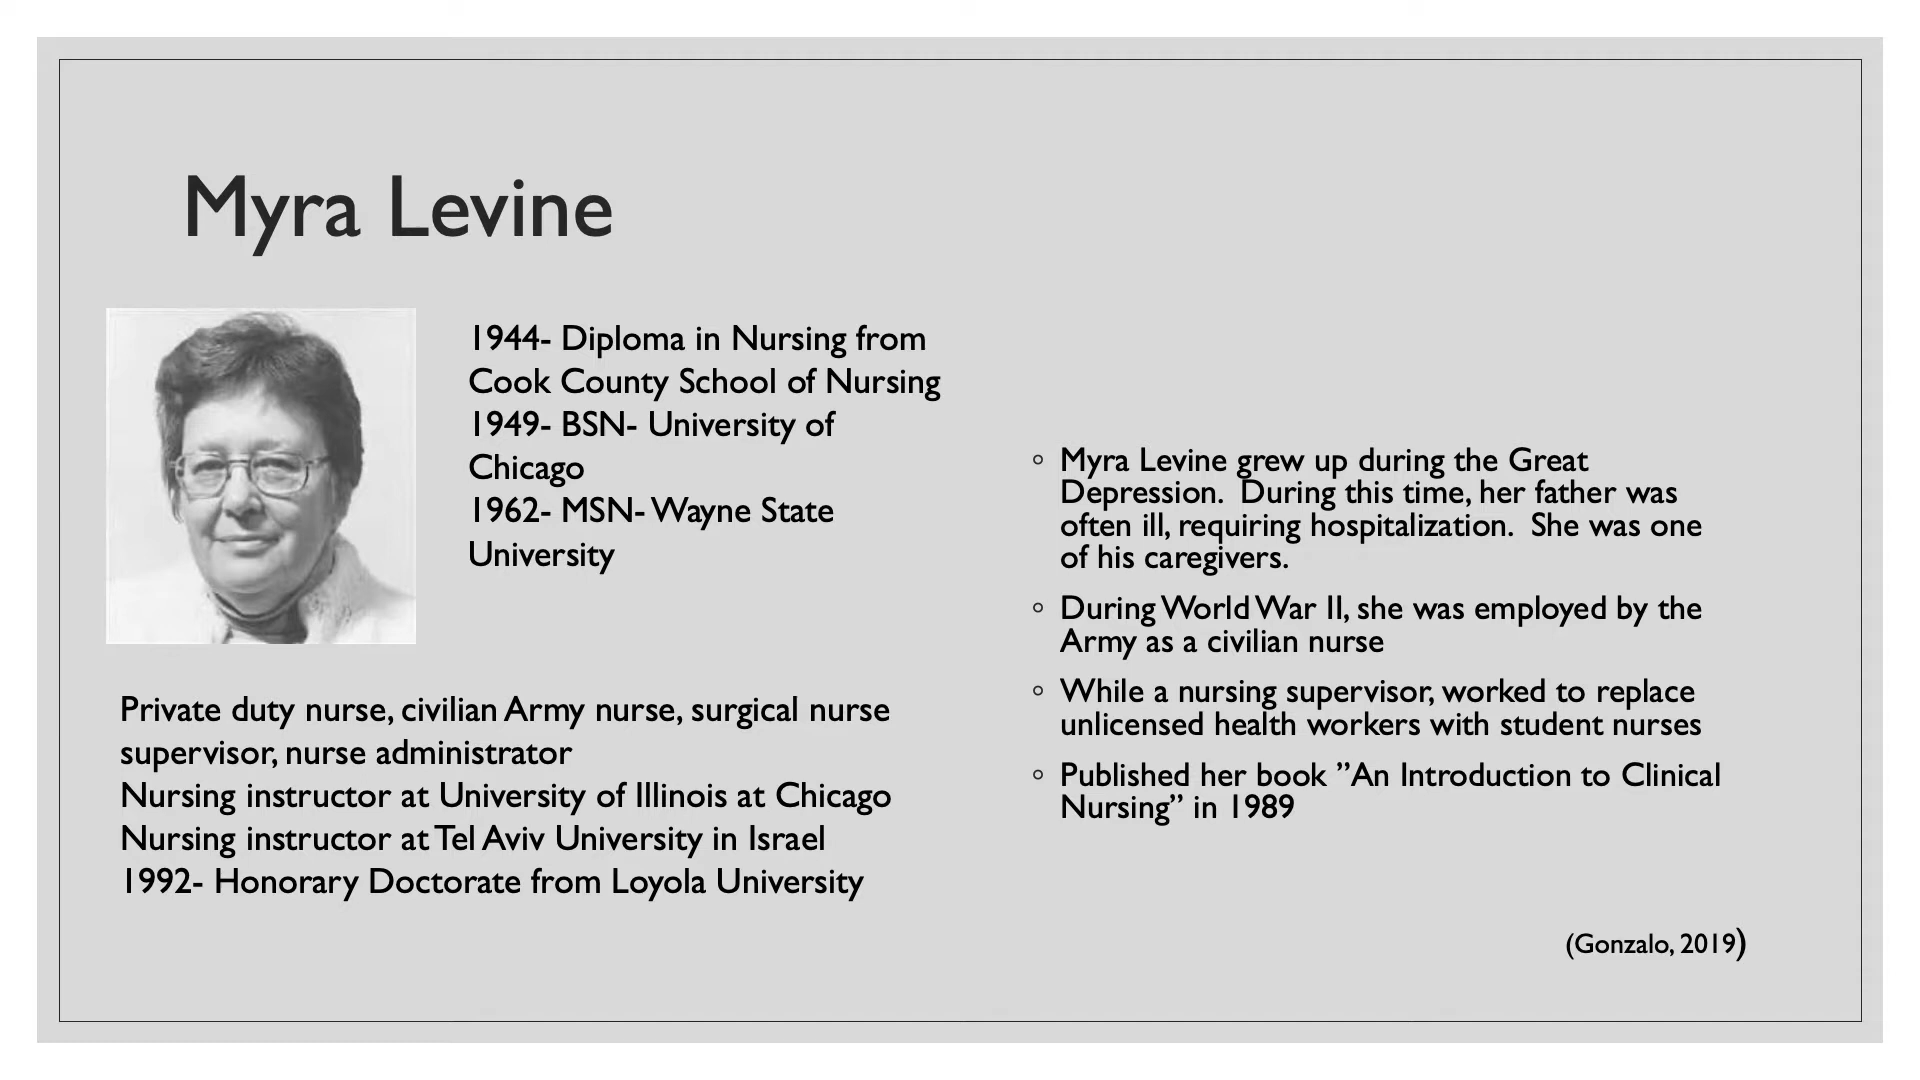 Myra Levine
1944- Diploma in Nursing from
Cook County School of Nursing
1949- BSN- University of
Chicago
1962- MSN- Wayne State
University
Private duty nurse, civilian Army nurse, surgical nurse
supervisor, nurse administrator
Nursing instructor at University of Illinois at Chicago
Nursing instructor at Tel Aviv University in Israel
1992- Honorary Doctorate from Loyola University
◦ Myra Levine grew up during the Great
Depression.  During this time, her father was
often ill, requiring hospitalization.  She was one
of his caregivers.
◦ During World War II, she was employed by the
Army as a civilian nurse
◦ While a nursing supervisor, worked to replace
unlicensed health workers with student nurses
◦ Published her book ”An Introduction to Clinical
Nursing” in 1989
(Gonzalo, 2019)